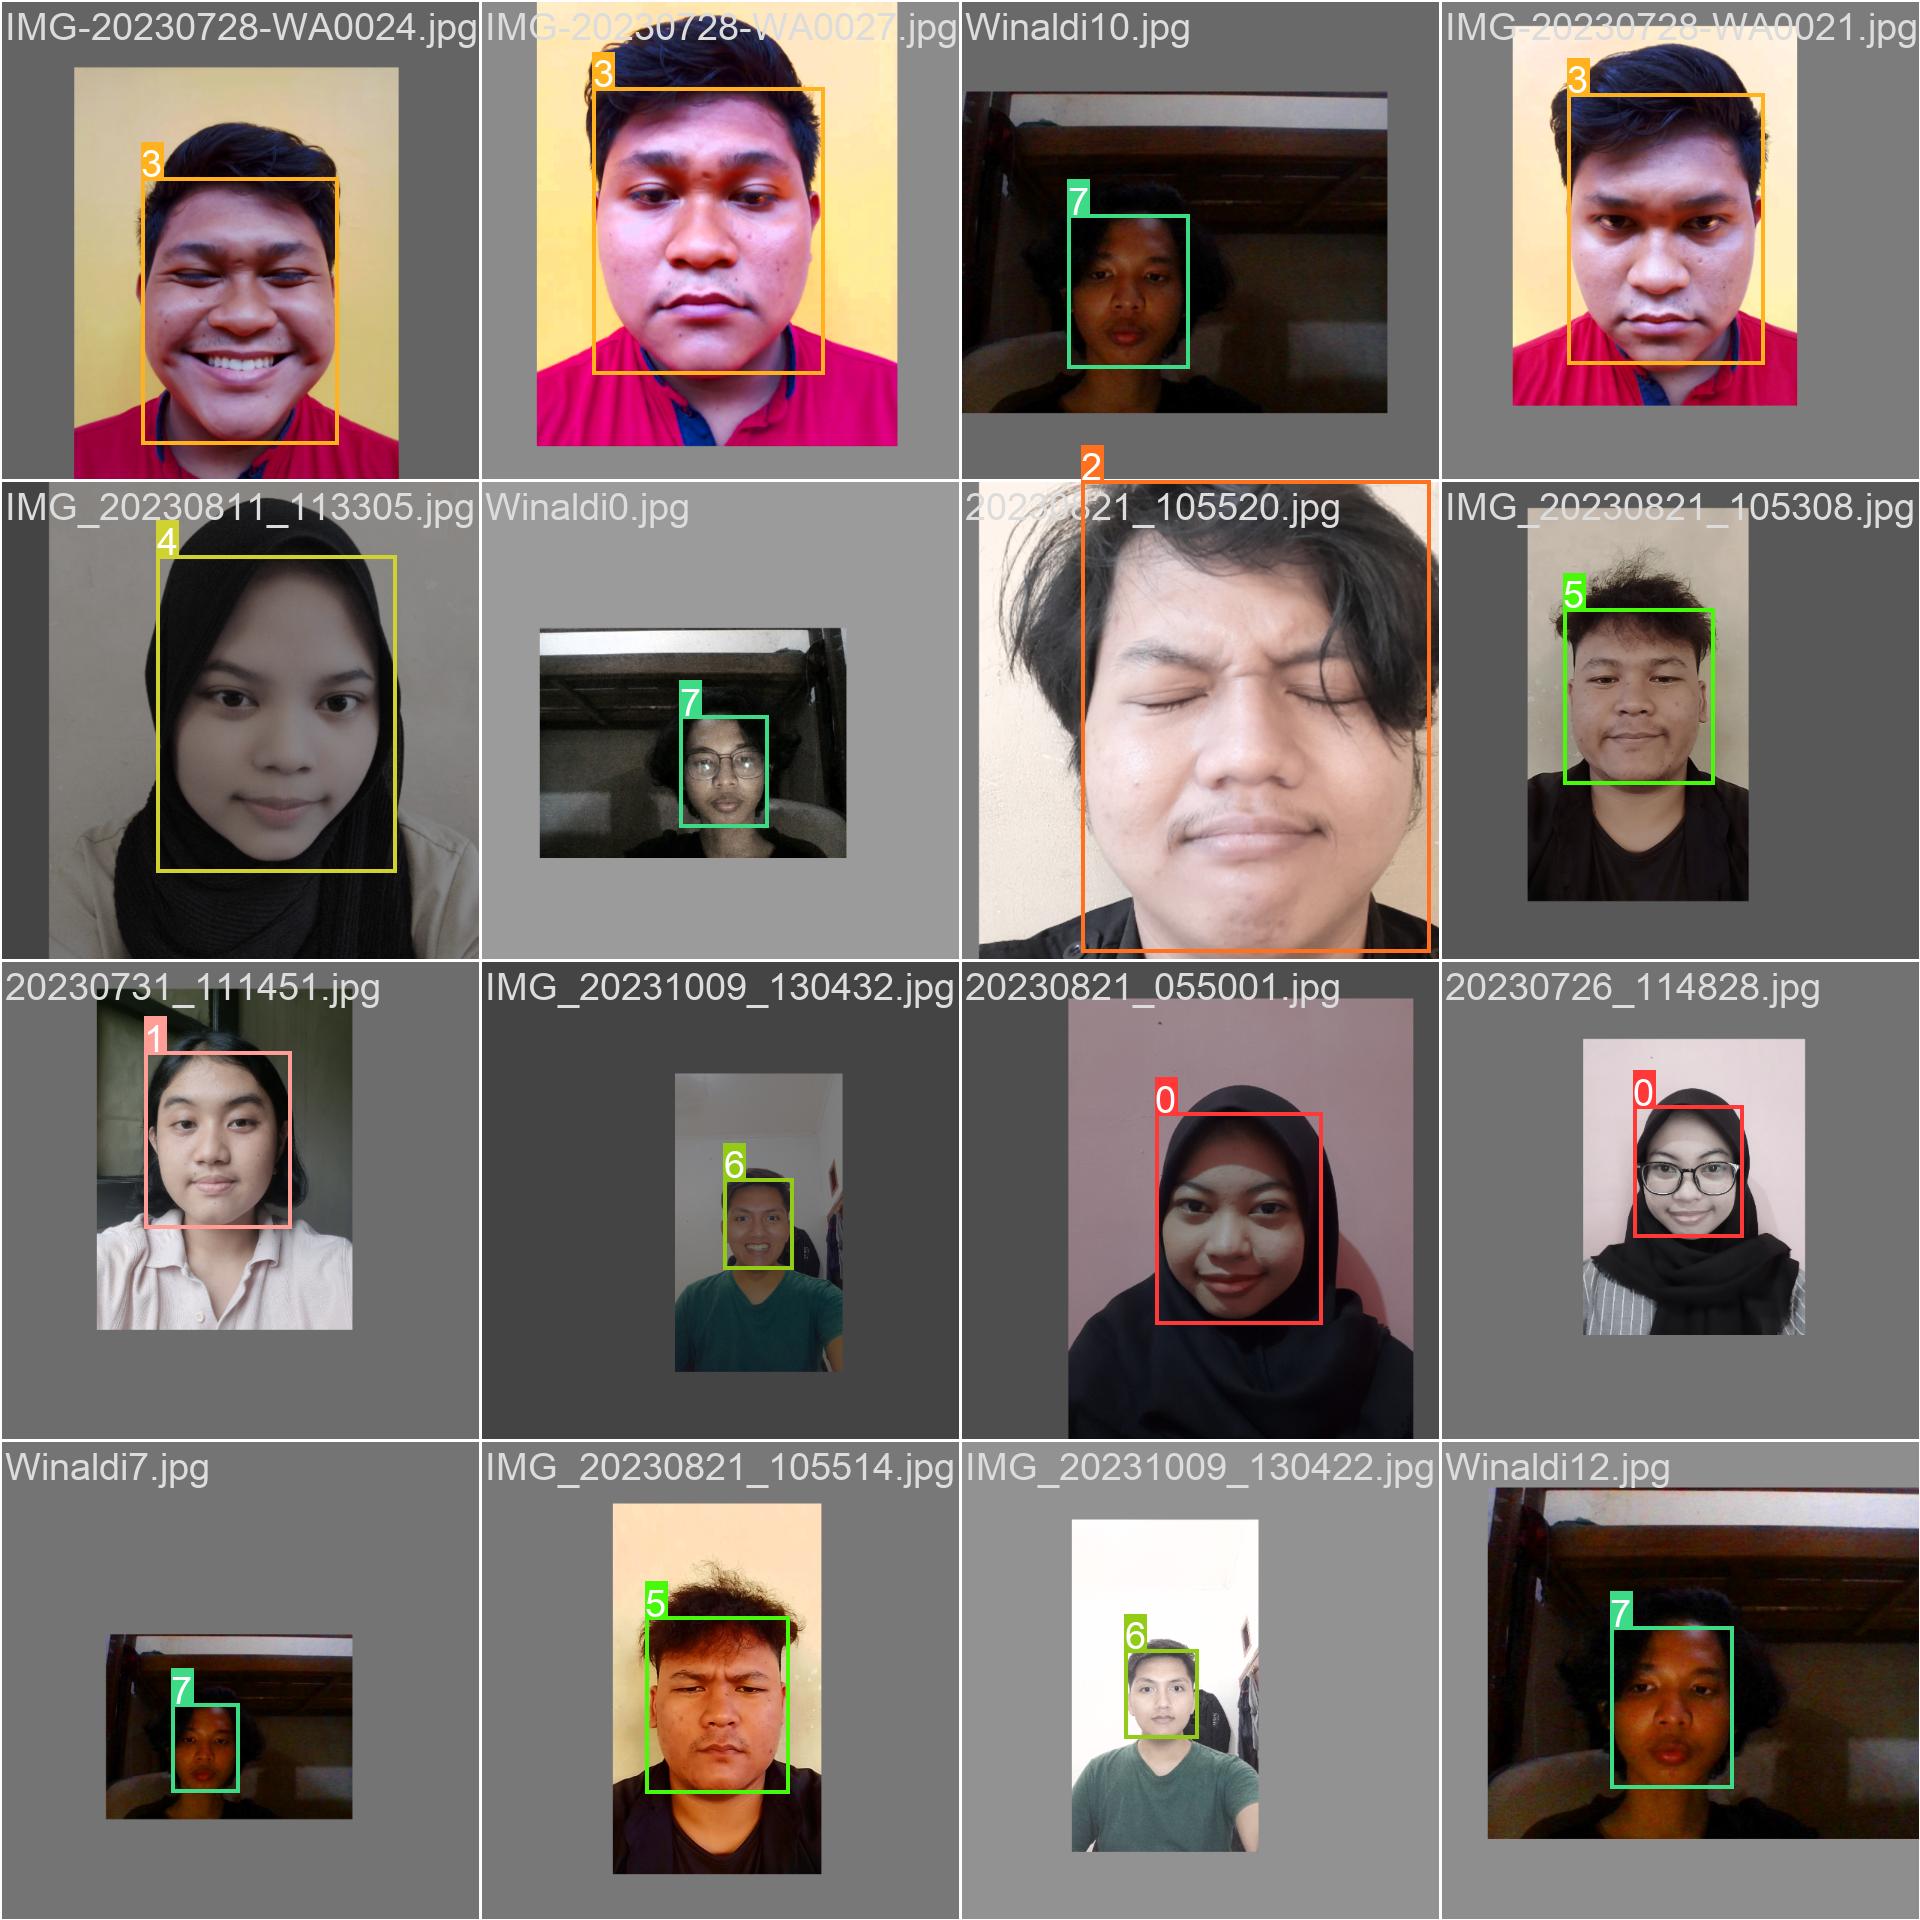 IMG-20230728-WA0024.jpg
3
IMG-20230728-WA0027.jpg
3
Winaldi10.jpg
7
IMG-20230728-WA0021.jpg
3
IMG_20230811_113305.jpg
4
Winaldi0.jpg
7
20230821_105520.jpg
2
IMG_20230821_105308.jpg
5
20230731_111451.jpg
1
IMG_20231009_130432.jpg
6
20230821_055001.jpg
0
20230726_114828.jpg
0
Winaldi7.jpg
7
IMG_20230821_105514.jpg
5
IMG_20231009_130422.jpg
6
Winaldi12.jpg
7